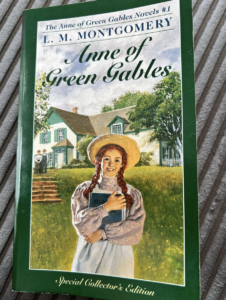 The Anne of Green Gables Novels #1
L. M. MONTGOMERY
Anne of
Green Gables
Special Collector's Edition